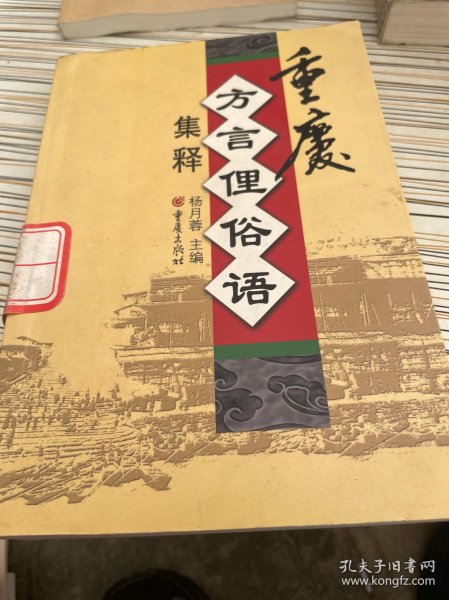 重庆
方言俚俗语
集释
杨月蓉 主编
重庆出版社
孔夫子旧书网
www.kongfz.com